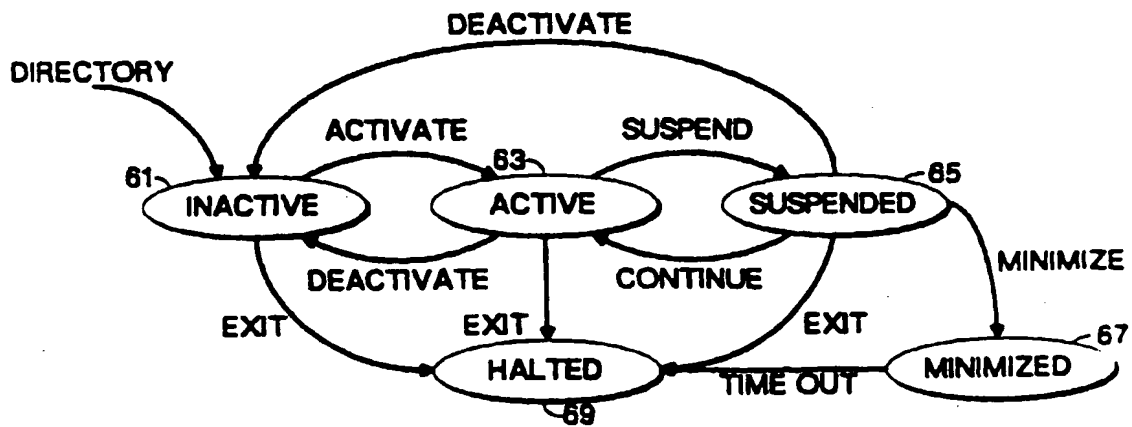 DEACTIVATE
DIRECTORY
ACTIVATE
SUSPEND
61
63
65
INACTIVE
ACTIVE
SUSPENDED
DEACTIVATE
CONTINUE
MINIMIZE
EXIT
EXIT
EXIT
67
HALTED
TIME OUT
MINIMIZED
69